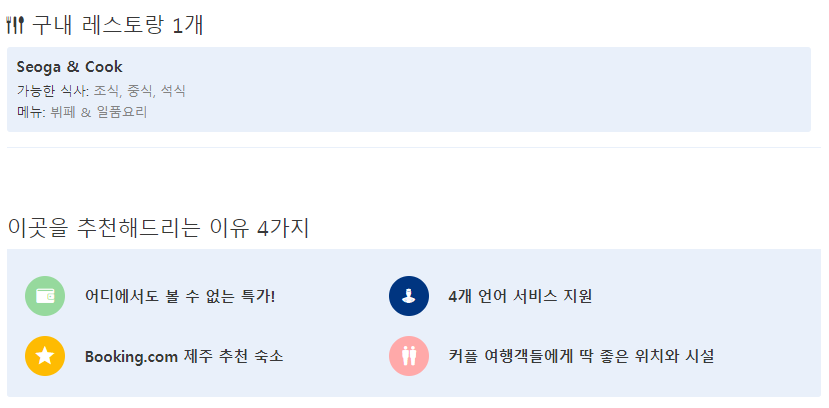 구내 레스토랑 1개
Seoga & Cook
가능한 식사: 조식, 중식, 석식
메뉴: 뷔페 & 일품요리
이곳을 추천해드리는 이유 4가지
어디에서도 볼 수 없는 특가!
4개 언어 서비스 지원
Booking.com 제주 추천 숙소
커플 여행객들에게 딱 좋은 위치와 시설